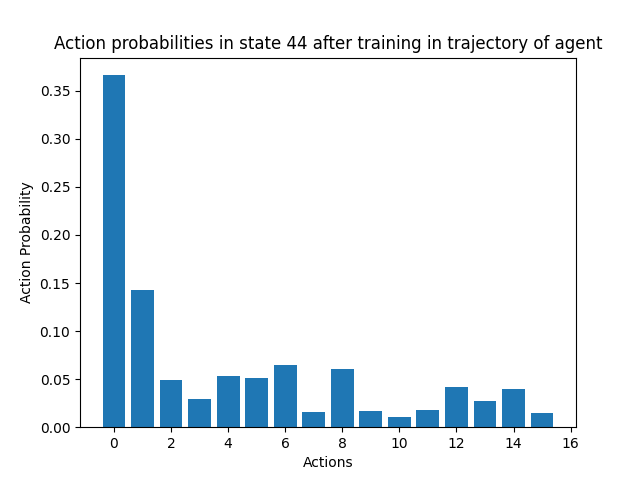 Action probabilities in state 44 after training in trajectory of agent
0.35
0.30
0.25
0.20
0.15
0.10
0.05
0.00
Action Probability
0 2 4 6 8 10 12 14 16
Actions